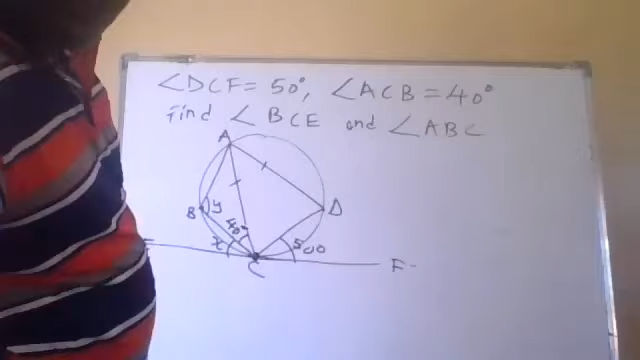 ∠DCF = 50°, ∠ACB = 40°
Find ∠BCE and ∠ABC
A
B y D
40°
x 50°
C F